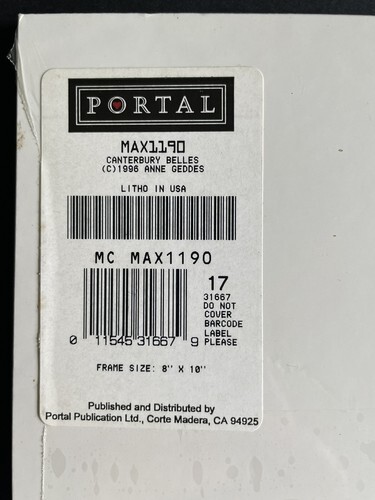 PORTAL
MAX1190
CANTERBURY BELLES
(C)1996 ANNE GEDDES
LITHO IN USA
MC MAX1190
17
31667
DO NOT
COVER
BARCODE
LABEL
PLEASE
0 11545 31667 9
FRAME SIZE: 8'' X 10''
Published and Distributed by
Portal Publication Ltd., Corte Madera, CA 94925